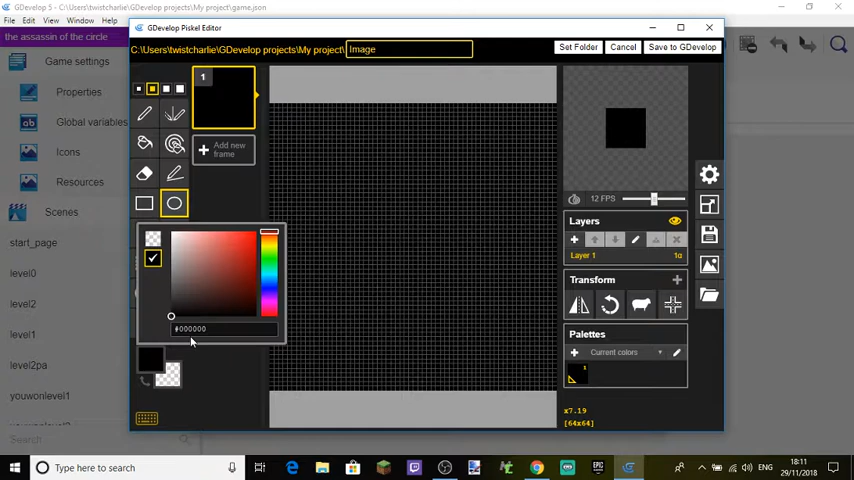 GDevelop 5 - C:\Users\twistcharlie\GDevelop projects\My project\game.json
File Edit View Window Help
the assassin of the circle
Game settings
Properties
Global variables
Icons
Resources
Scenes
start_page
level0
level2
level1
level2pa
youwonlevel1
Search
GDevelop Piskel Editor
C:\Users\twistcharlie\GDevelop projects\My project\ Image
Set Folder Cancel Save to GDevelop
1
Add new
frame
#000000
12 FPS
Layers
Layer 1 1α
Transform
Palettes
Current colors
1
x7.19
[64x64]
Type here to search
EPIC
ENG
18:11
29/11/2018